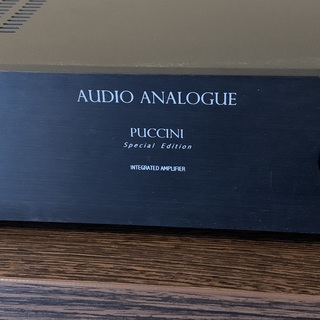 AUDIO ANALOGUE
PUCCINI
Special Edition
INTEGRATED AMPLIFIER